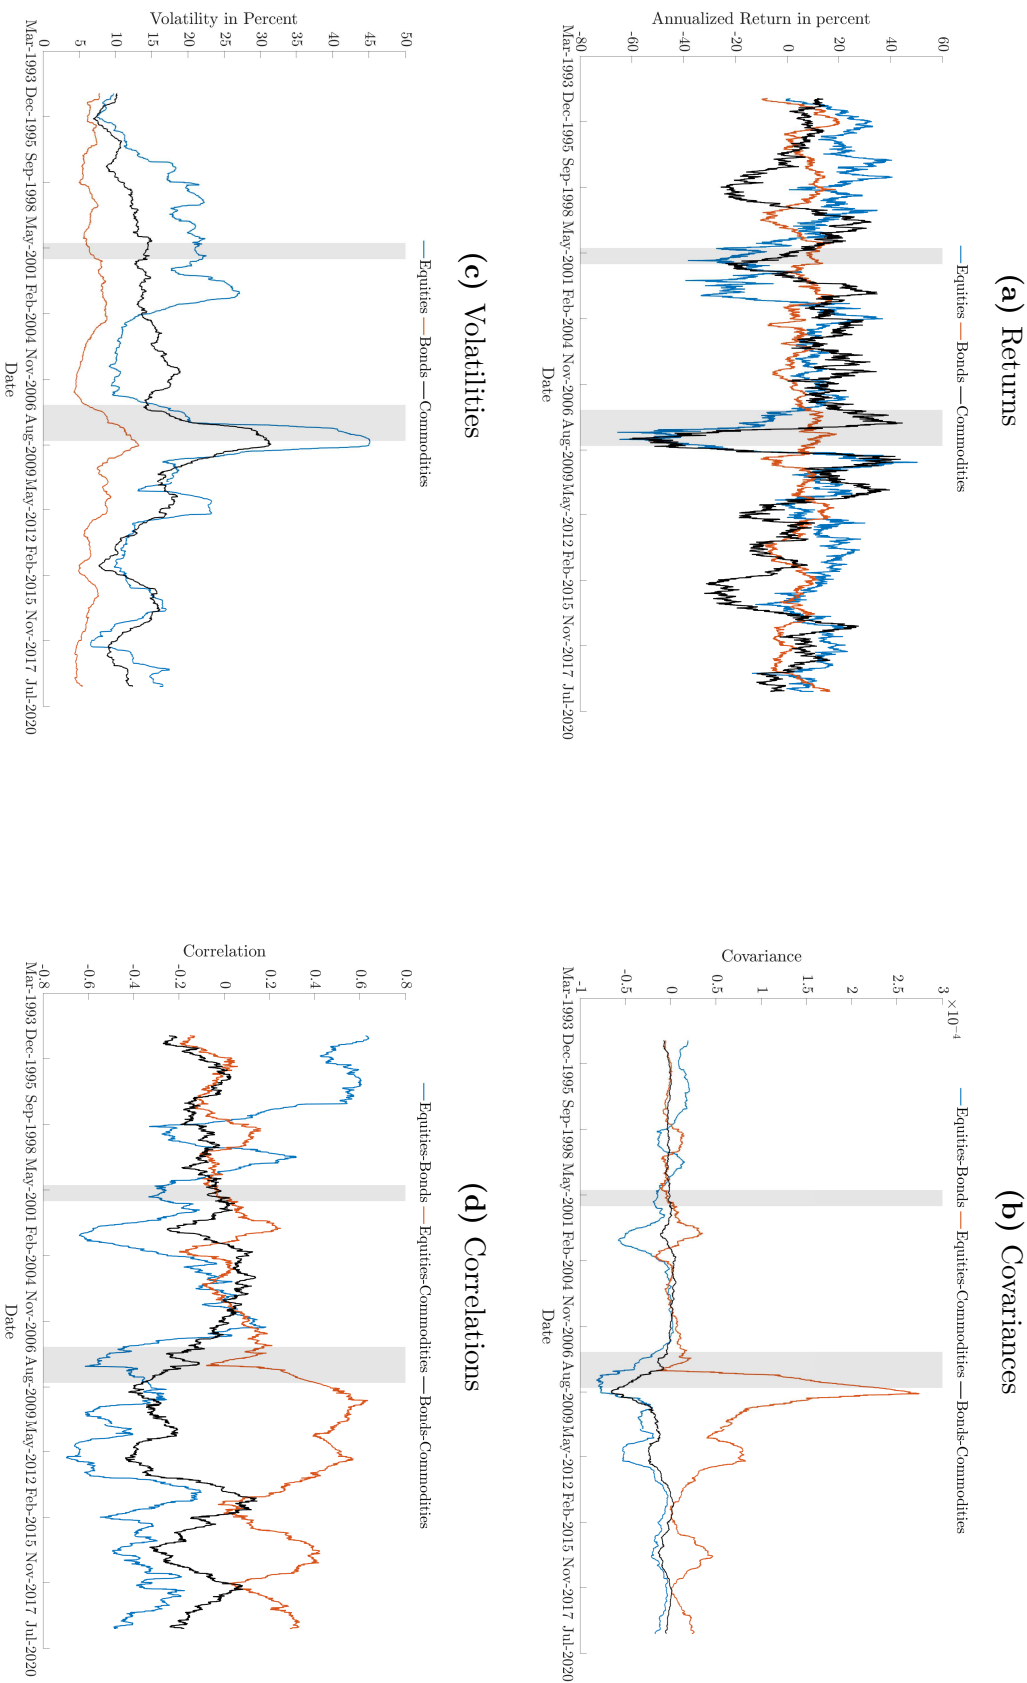 (a) Returns
Equities Bonds Commodities
Annualized Return in percent
60
40
20
0
-20
-40
-60
-80
Mar-1993 Dec-1995 Sep-1998 May-2001 Feb-2004 Nov-2006 Aug-2009 May-2012 Feb-2015 Nov-2017 Jul-2020
Date
(b) Covariances
Equities-Bonds Equities-Commodities Bonds-Commodities
×10⁻⁴
Covariance
3
2.5
2
1.5
1
0.5
0
-0.5
-1
Mar-1993 Dec-1995 Sep-1998 May-2001 Feb-2004 Nov-2006 Aug-2009 May-2012 Feb-2015 Nov-2017 Jul-2020
Date
(c) Volatilities
Equities Bonds Commodities
Volatility in Percent
50
45
40
35
30
25
20
15
10
5
0
Mar-1993 Dec-1995 Sep-1998 May-2001 Feb-2004 Nov-2006 Aug-2009 May-2012 Feb-2015 Nov-2017 Jul-2020
Date
(d) Correlations
Equities-Bonds Equities-Commodities Bonds-Commodities
Correlation
0.8
0.6
0.4
0.2
0
-0.2
-0.4
-0.6
-0.8
Mar-1993 Dec-1995 Sep-1998 May-2001 Feb-2004 Nov-2006 Aug-2009 May-2012 Feb-2015 Nov-2017 Jul-2020
Date